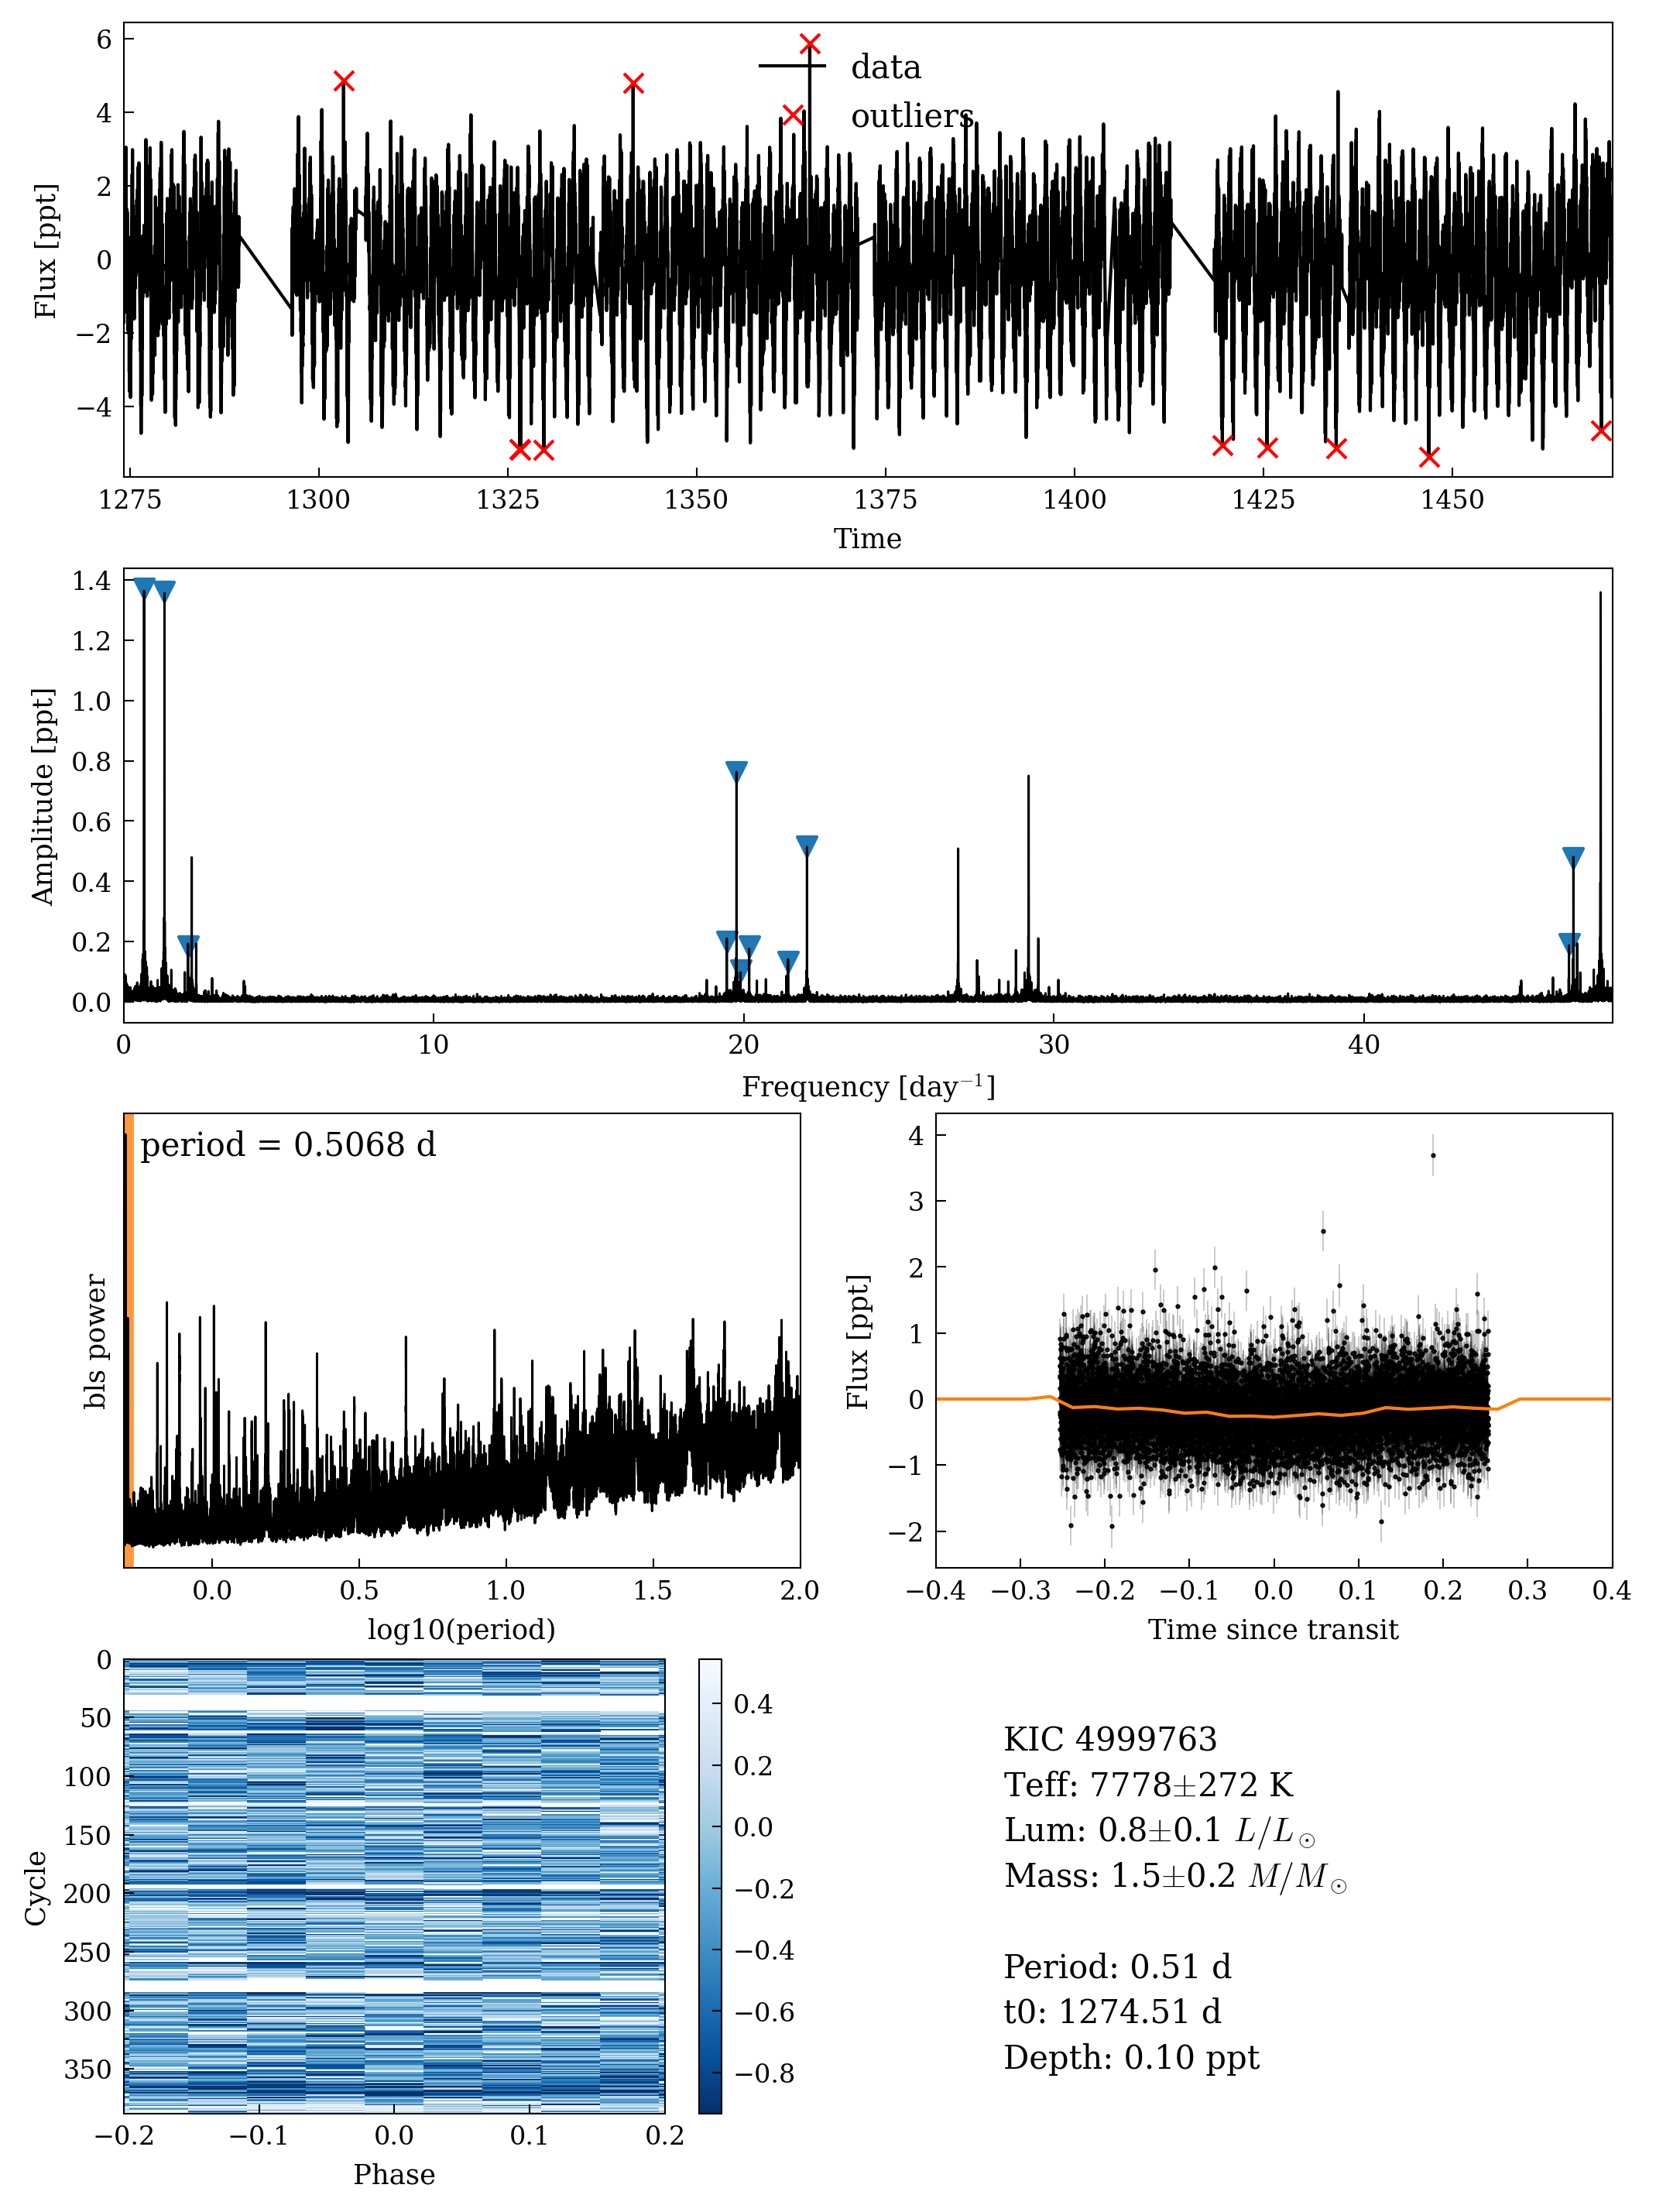 6
4
2
0
−2
−4
Flux [ppt]
data
outliers
1275 1300 1325 1350 1375 1400 1425 1450
Time
1.4
1.2
1.0
0.8
0.6
0.4
0.2
0.0
Amplitude [ppt]
0 10 20 30 40
Frequency [day⁻¹]
period = 0.5068 d
bls power
0.0 0.5 1.0 1.5 2.0
log10(period)
4
3
2
1
0
−1
−2
Flux [ppt]
−0.4 −0.3 −0.2 −0.1 0.0 0.1 0.2 0.3 0.4
Time since transit
0
50
100
150
200
250
300
350
Cycle
−0.2 −0.1 0.0 0.1 0.2
Phase
0.4
0.2
0.0
−0.2
−0.4
−0.6
−0.8
KIC 4999763
Teff: 7778±272 K
Lum: 0.8±0.1 L/L☉
Mass: 1.5±0.2 M/M☉
Period: 0.51 d
t0: 1274.51 d
Depth: 0.10 ppt